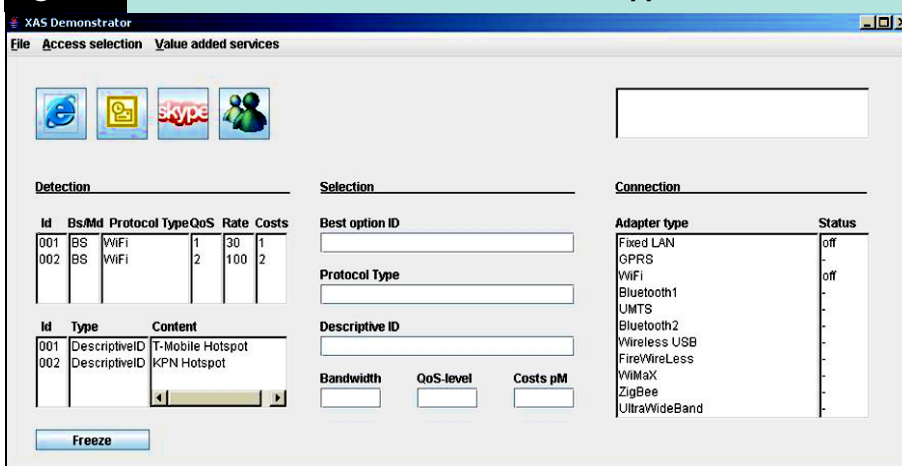 XAS Demonstrator
File Access selection Value added services
skype
Detection
Id Bs/Md Protocol Type QoS Rate Costs
001 BS WiFi 1 30 1
002 BS WiFi 2 100 2
Id Type Content
001 DescriptiveID T-Mobile Hotspot
002 DescriptiveID KPN Hotspot
Freeze
Selection
Best option ID
Protocol Type
Descriptive ID
Bandwidth QoS-level Costs pM
Connection
Adapter type Status
Fixed LAN off
GPRS -
WiFi off
Bluetooth1 -
UMTS -
Bluetooth2 -
Wireless USB -
FireWireLess -
WiMaX -
ZigBee -
UltraWideBand -